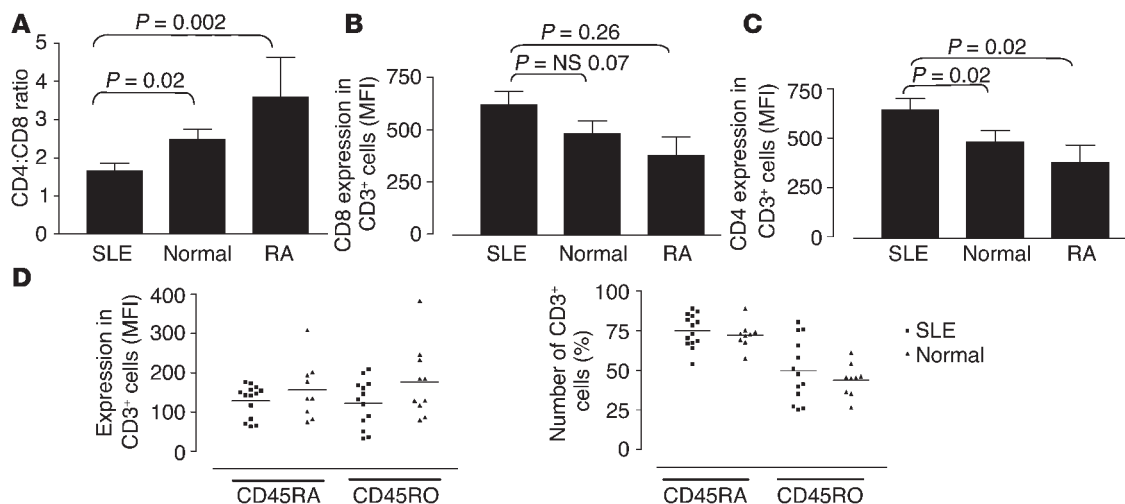 A
P = 0.002
P = 0.02
CD4:CD8 ratio
5
4
3
2
1
0
SLE Normal RA
B
P = 0.26
P = NS 0.07
CD8 expression in
CD3⁺ cells (MFI)
750
500
250
0
SLE Normal RA
C
P = 0.02
P = 0.02
CD4 expression in
CD3⁺ cells (MFI)
750
500
250
0
SLE Normal RA
D
Expression in
CD3⁺ cells (MFI)
400
300
200
100
0
CD45RA CD45RO
Number of CD3⁺
cells (%)
100
75
50
25
0
CD45RA CD45RO
SLE
Normal